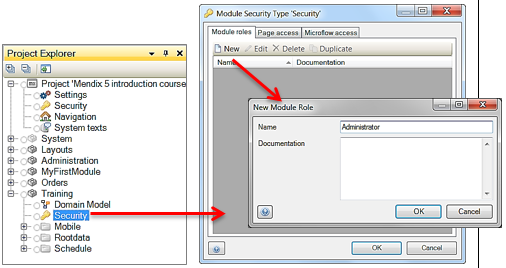 Project Explorer
Project 'Mendix 5 introduction course
Settings
Security
Navigation
System texts
System
Layouts
Administration
MyFirstModule
Orders
Training
Domain Model
Security
Mobile
Rootdata
Schedule
Module Security Type 'Security'
Module roles Page access Microflow access
New Edit Delete Duplicate
Name Documentation
New Module Role
Name Administrator
Documentation
OK Cancel
OK Cancel